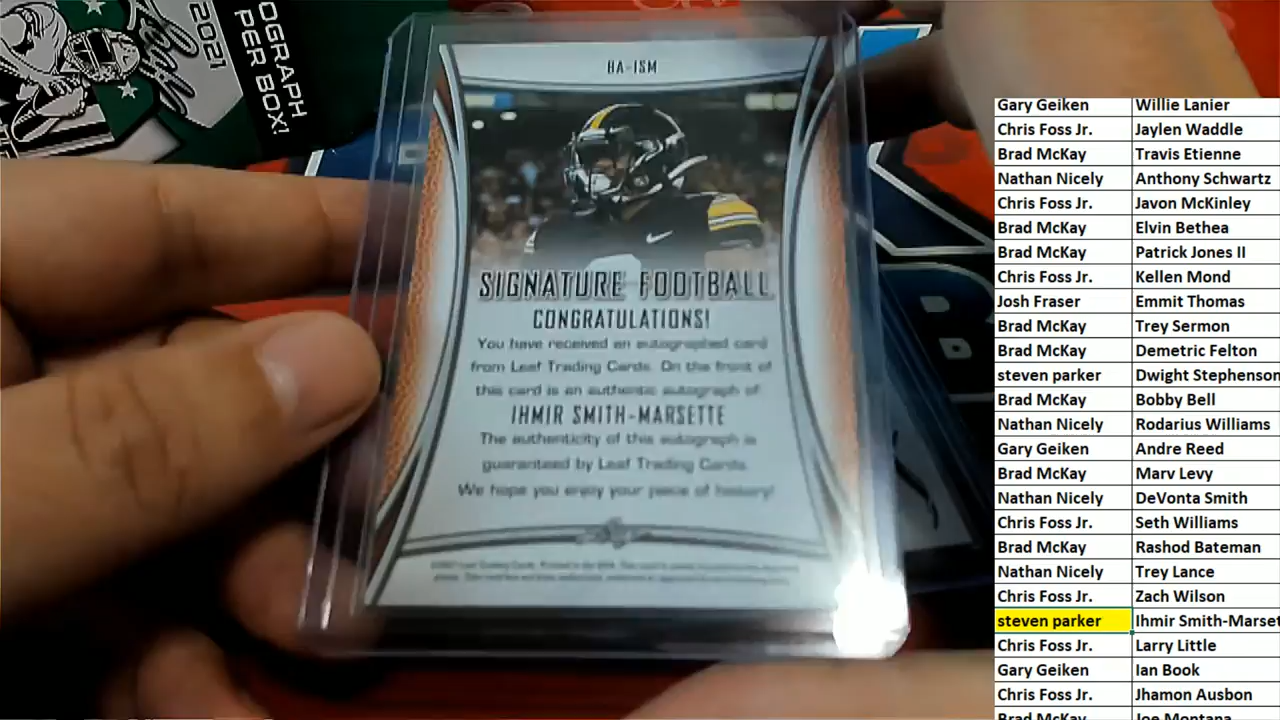 OGRAPH
PER BOX!
2021
BA-ISM
SIGNATURE FOOTBALL
CONGRATULATIONS!
You have received an autographed card
from Leaf Trading Cards. On the front of
this card is an authentic autograph of:
IHMIR SMITH-MARSETTE
The authenticity of this autograph is
guaranteed by Leaf Trading Cards.
We hope you enjoy your piece of history!
B
Gary Geiken Willie Lanier
Chris Foss Jr. Jaylen Waddle
Brad McKay Travis Etienne
Nathan Nicely Anthony Schwartz
Chris Foss Jr. Javon McKinley
Brad McKay Elvin Bethea
Brad McKay Patrick Jones II
Chris Foss Jr. Kellen Mond
Josh Fraser Emmit Thomas
Brad McKay Trey Sermon
Brad McKay Demetric Felton
steven parker Dwight Stephenson
Brad McKay Bobby Bell
Nathan Nicely Rodarius Williams
Gary Geiken Andre Reed
Brad McKay Marv Levy
Nathan Nicely DeVonta Smith
Chris Foss Jr. Seth Williams
Brad McKay Rashod Bateman
Nathan Nicely Trey Lance
Chris Foss Jr. Zach Wilson
steven parker Ihmir Smith-Marset
Chris Foss Jr. Larry Little
Gary Geiken Ian Book
Chris Foss Jr. Jhamon Ausbon
Brad McKay Joe Montana